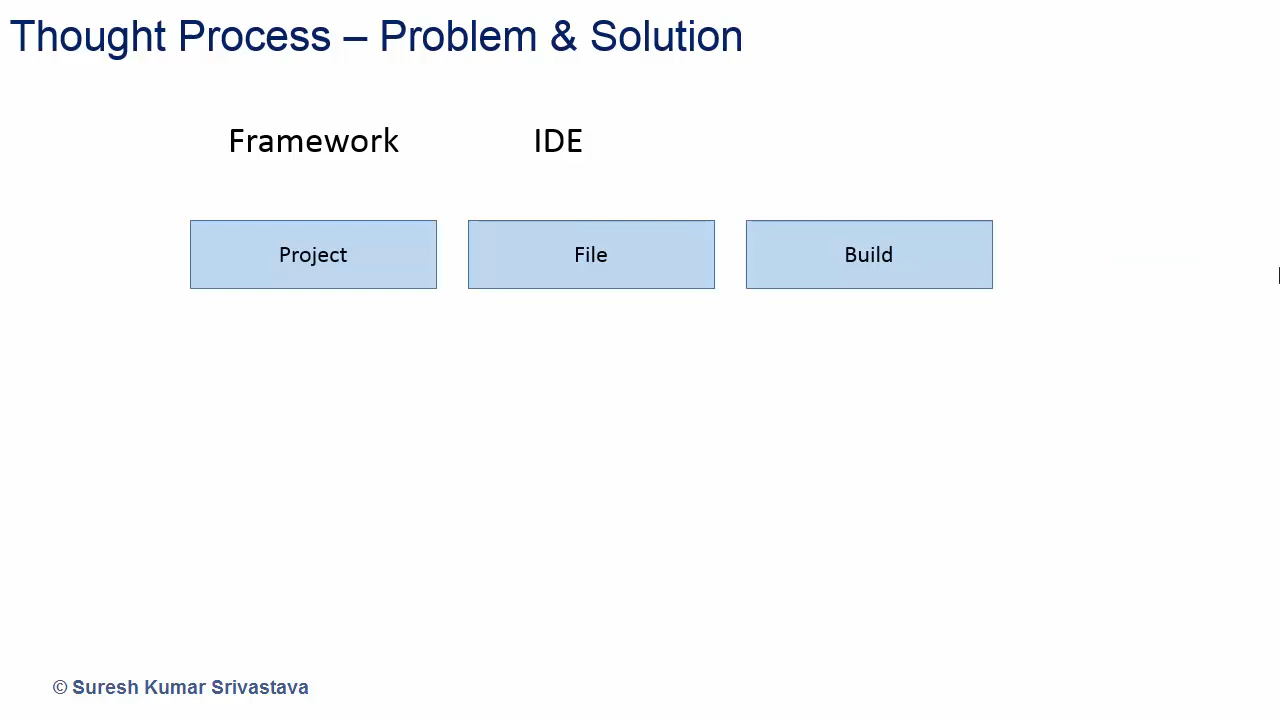 Thought Process – Problem & Solution
Framework IDE
Project File Build
© Suresh Kumar Srivastava